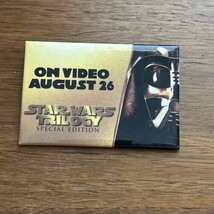 ON VIDEO
AUGUST 26
STAR WARS
TRILOGY
SPECIAL EDITION